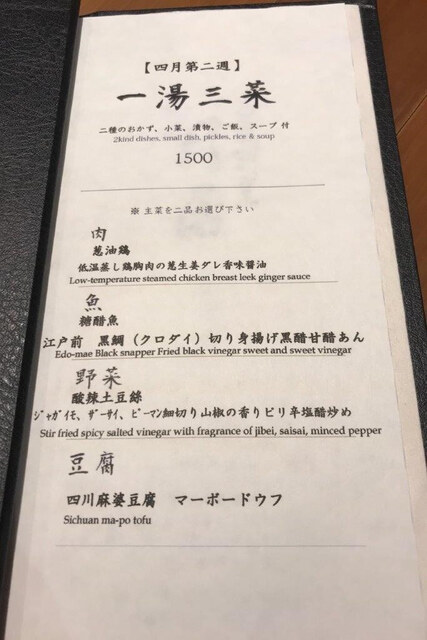 【四月第二週】
一湯三菜
二種のおかず、小菜、漬物、ご飯、スープ 付
2kind dishes, small dish, pickles, rice & soup
1500
※ 主菜を二品お選び下さい
肉
葱油鶏
低温蒸し鶏胸肉の葱生姜ダレ香味醤油
Low-temperature steamed chicken breast leek ginger sauce
魚
糖醋魚
江戸前 黒鯛（クロダイ）切り身揚げ黒醋甘醋あん
Edo-mae Black snapper Fried black vinegar sweet and sweet vinegar
野菜
酸辣土豆絲
ｼﾞｬｶﾞｲﾓ、ｻﾞｰｻｲ、ﾋﾟｰﾏﾝ細切り山椒の香りピリ辛塩醋炒め
Stir fried spicy salted vinegar with fragrance of jibei, saisai, minced pepper
豆腐
四川麻婆豆腐 マーボードウフ
Sichuan ma-po tofu